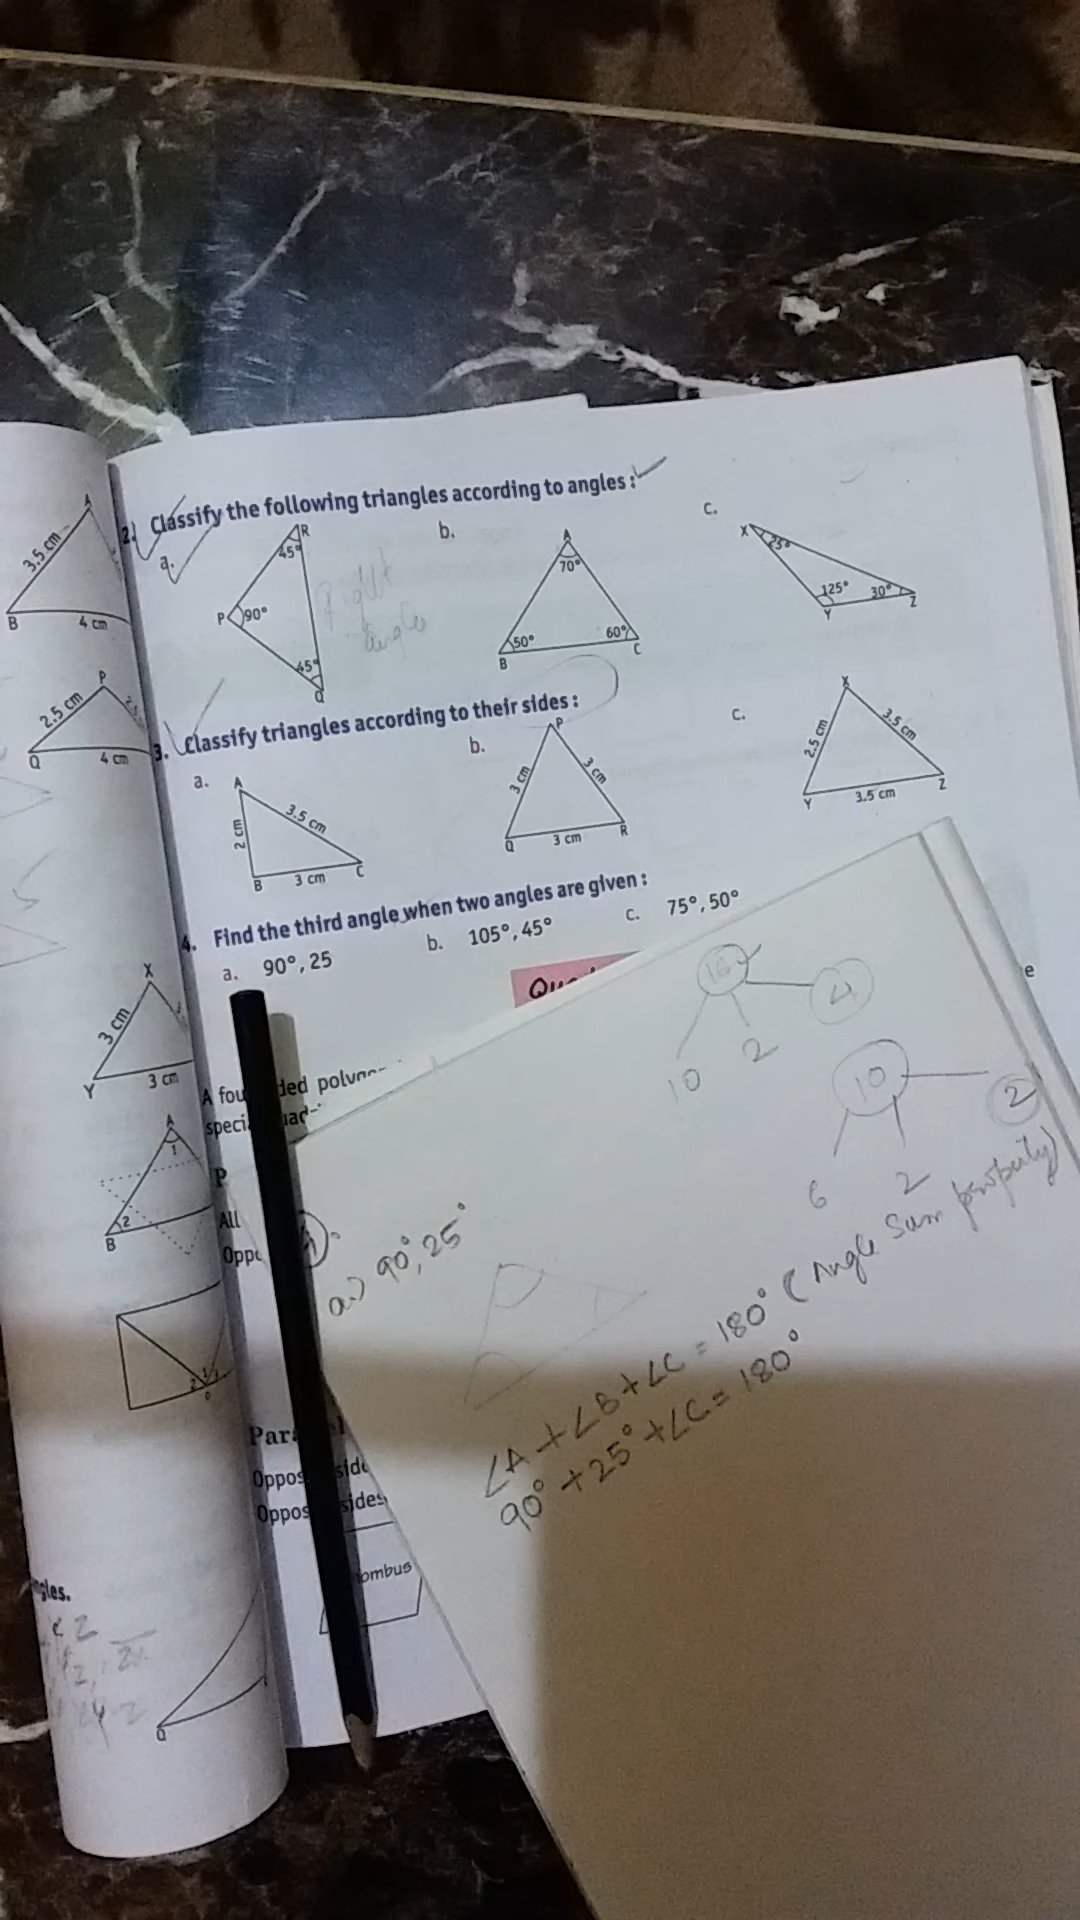 2. Classify the following triangles according to angles :
a.
R
45°
P
90°
45°
Q
Right
angle
b.
A
70°
50°
B
60°
C
c.
X
25°
125°
30°
Y
Z
3. Classify triangles according to their sides :
a.
A
3.5 cm
2 cm
B
3 cm
C
b.
P
3 cm
3 cm
Q
3 cm
R
c.
X
2.5 cm
3.5 cm
Y
3.5 cm
Z
4. Find the third angle when two angles are given :
a. 90°, 25
b. 105°, 45°
c. 75°, 50°
e
A
P
All
Rhombus
A
3.5 cm
B
4 cm
P
2.5 cm
Q
4 cm
X
3 cm
Y
3 cm
A
1
2
B
Q
16
4
10
2
10
2
6
2
a.) 90°, 25°
∠A + ∠B + ∠C = 180° ( Angle Sum property)
90° + 25° + ∠C = 180°